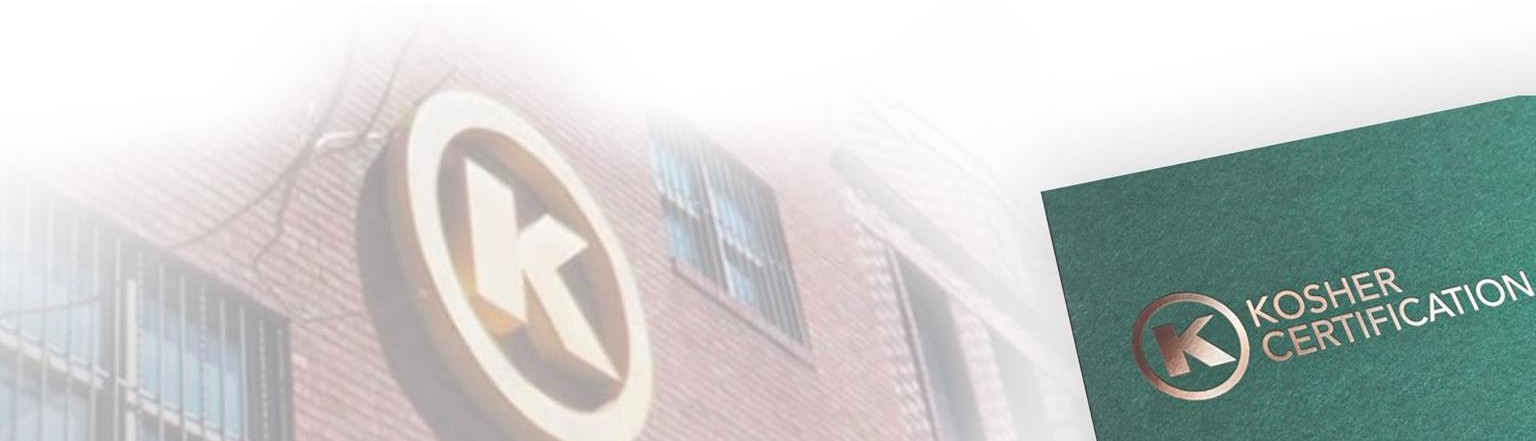 K
K
KOSHER
CERTIFICATION